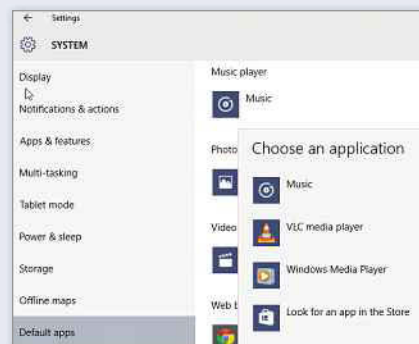 Settings
SYSTEM
Display
Notifications & actions
Apps & features
Multi-tasking
Tablet mode
Power & sleep
Storage
Offline maps
Default apps
Music player
Music
Photo
Video
Web b
Choose an application
Music
VLC media player
Windows Media Player
Look for an app in the Store